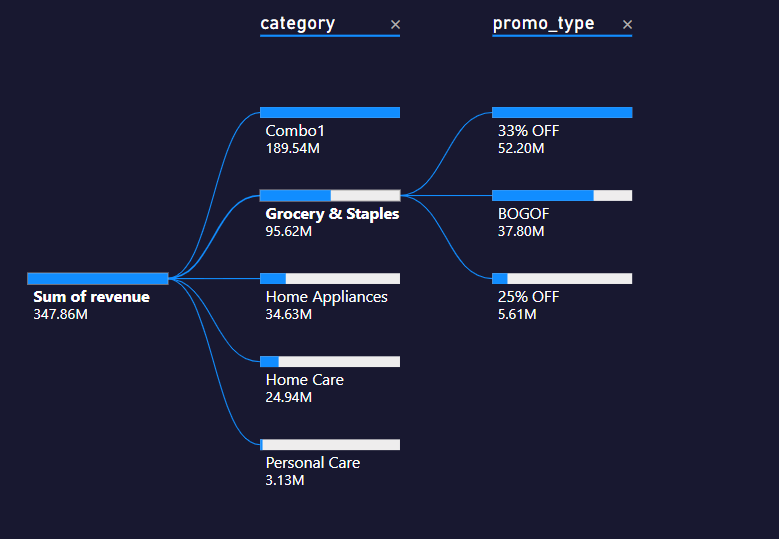 category ×
promo_type ×
Combo1
189.54M
33% OFF
52.20M
Grocery & Staples
95.62M
BOGOF
37.80M
Sum of revenue
347.86M
Home Appliances
34.63M
25% OFF
5.61M
Home Care
24.94M
Personal Care
3.13M